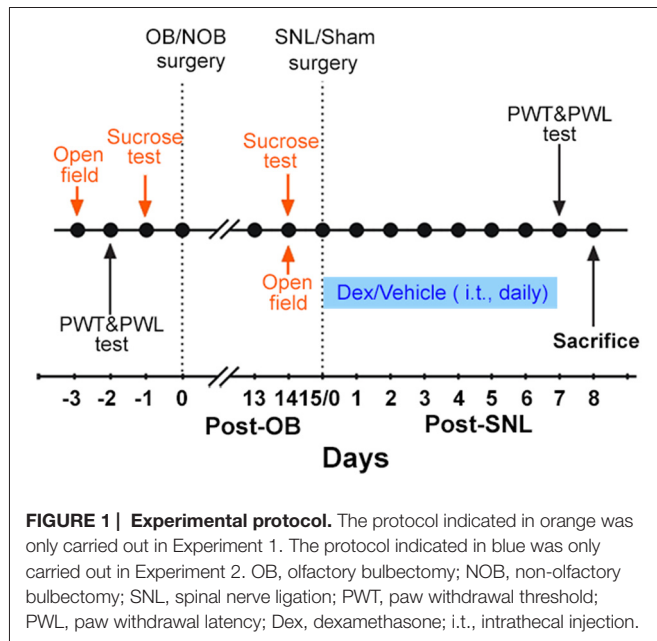 OB/NOB
surgery
SNL/Sham
surgery
PWT&PWL
test
Sucrose
test
Open
field
Sucrose
test
Open
field
Dex/Vehicle ( i.t., daily)
PWT&PWL
test
Sacrifice
-3 -2 -1 0 13 1415/0 1 2 3 4 5 6 7 8
Post-OB Post-SNL
Days
FIGURE 1 | Experimental protocol. The protocol indicated in orange was
only carried out in Experiment 1. The protocol indicated in blue was only
carried out in Experiment 2. OB, olfactory bulbectomy; NOB, non-olfactory
bulbectomy; SNL, spinal nerve ligation; PWT, paw withdrawal threshold;
PWL, paw withdrawal latency; Dex, dexamethasone; i.t., intrathecal injection.